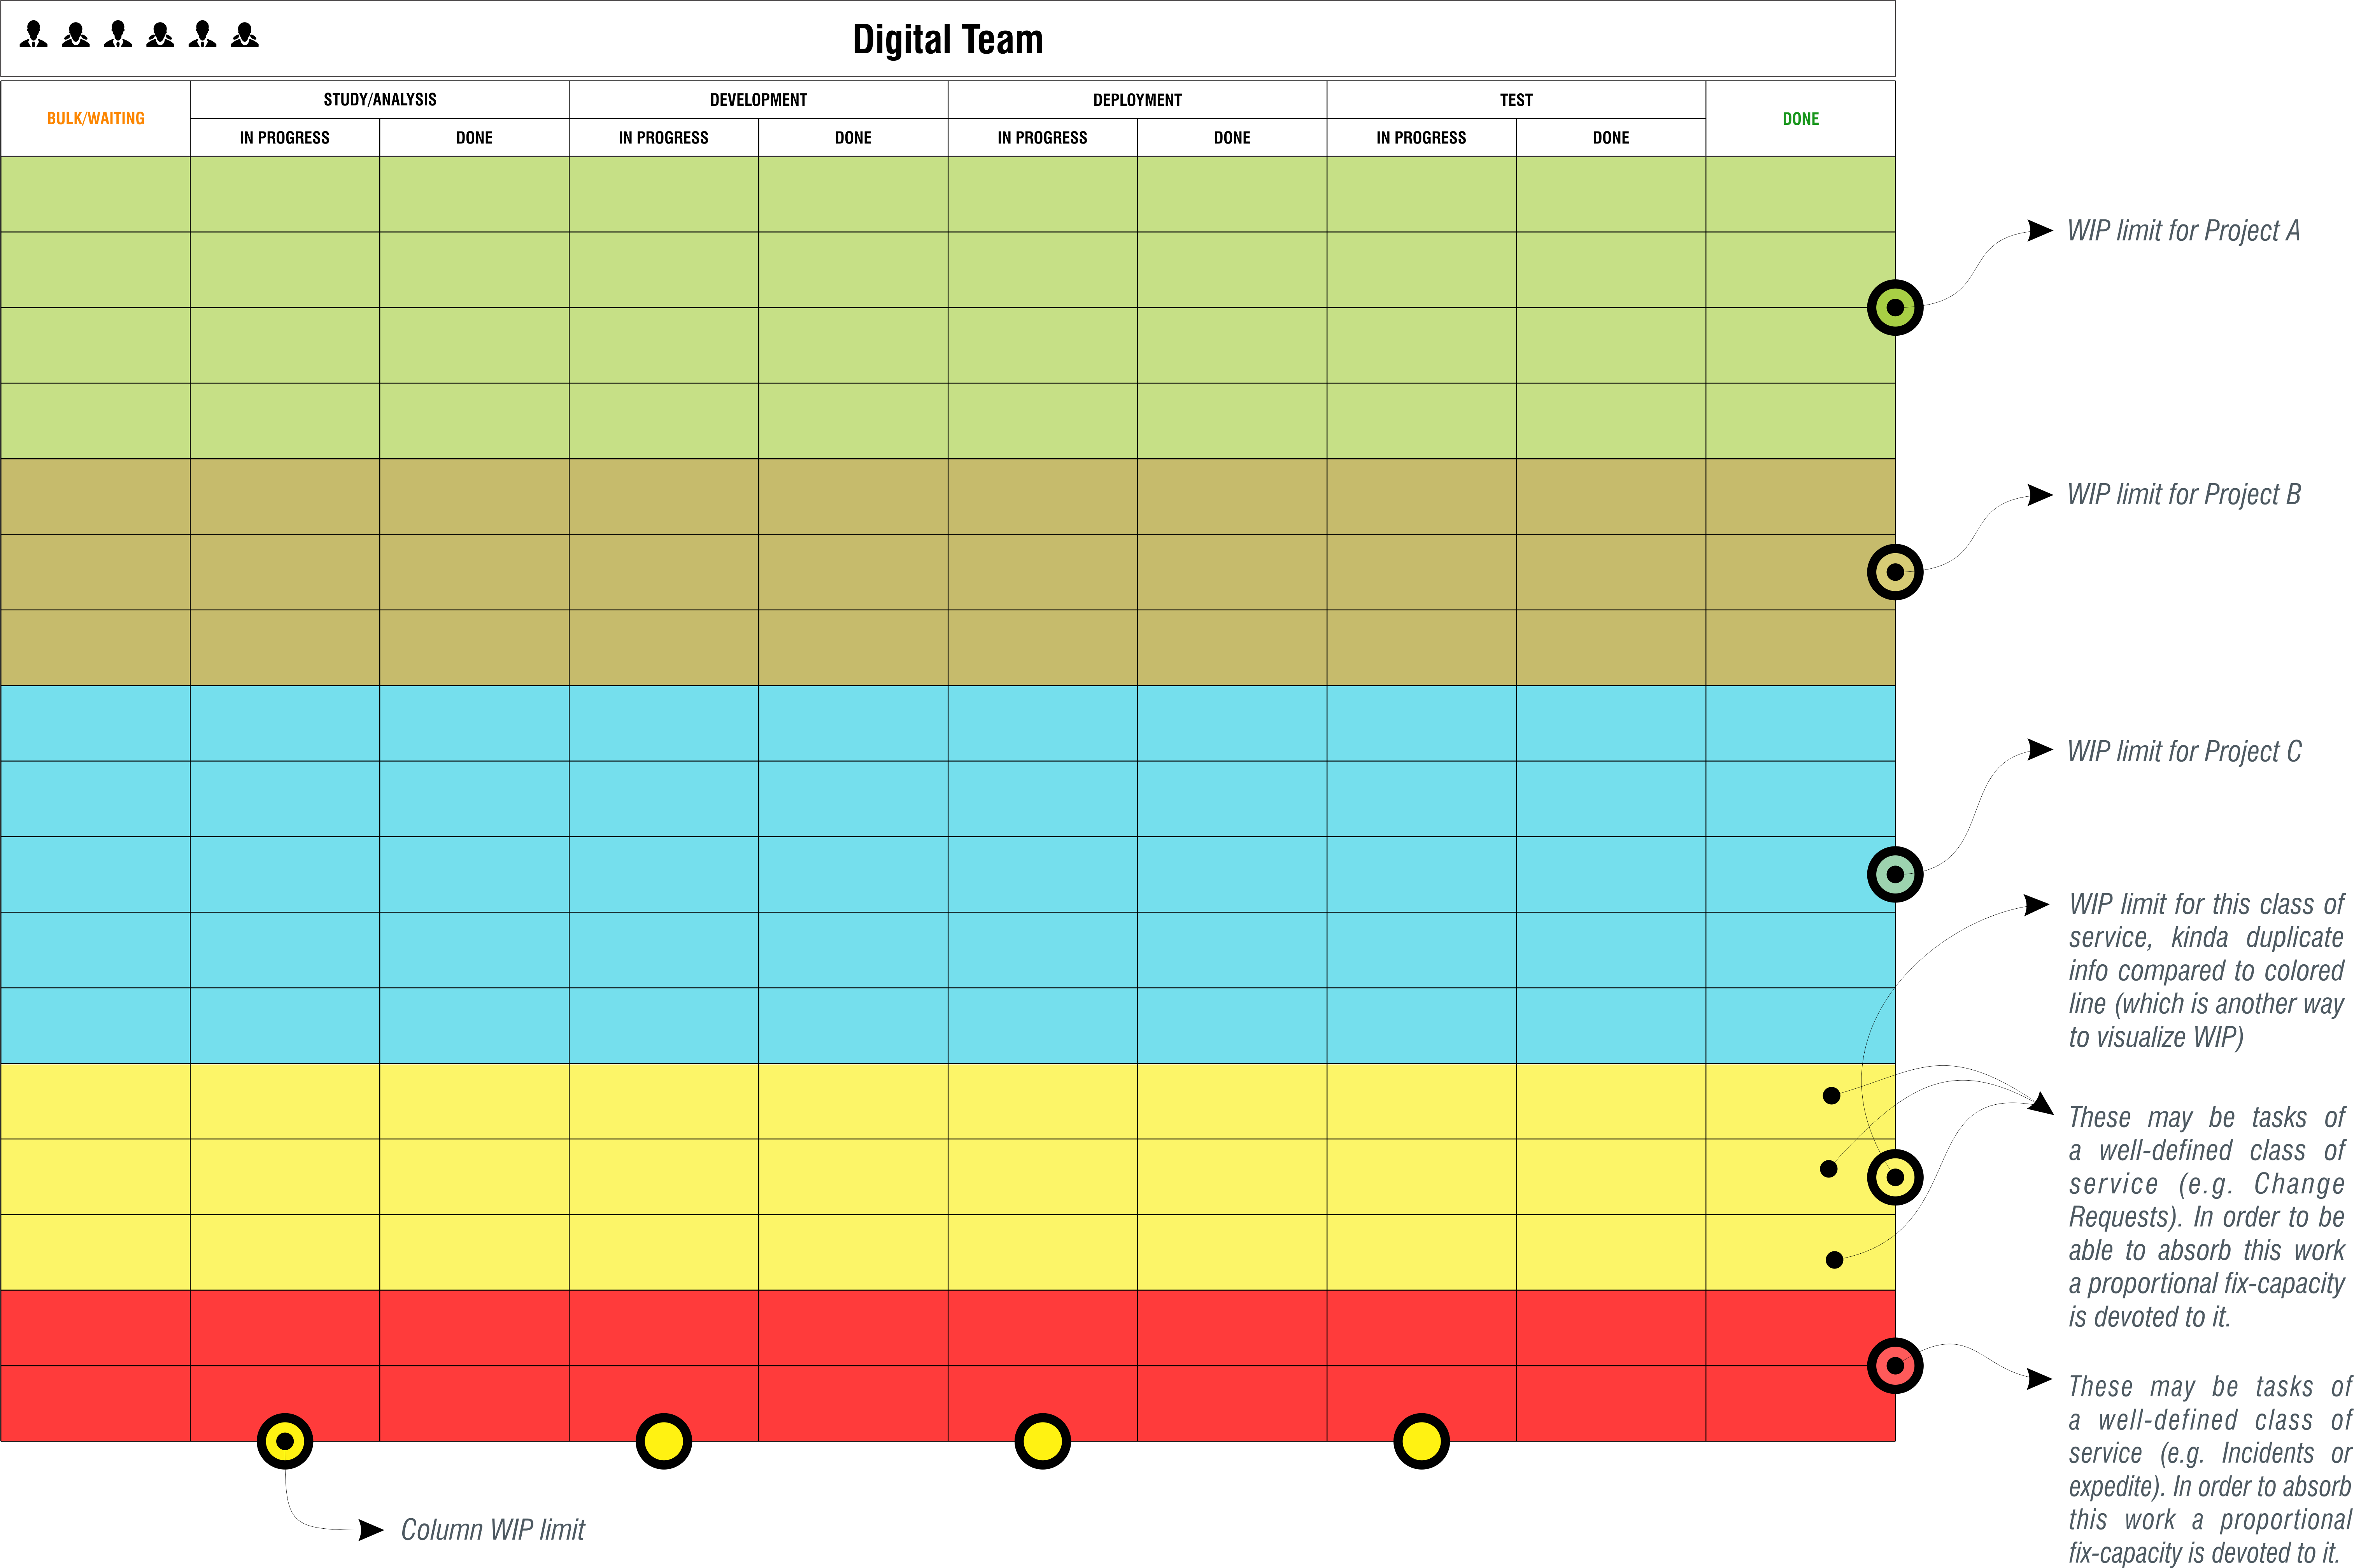 Digital Team
BULK/WAITING
STUDY/ANALYSIS
DEVELOPMENT
DEPLOYMENT
TEST
DONE
IN PROGRESS
DONE
IN PROGRESS
DONE
IN PROGRESS
DONE
IN PROGRESS
DONE
WIP limit for Project A
WIP limit for Project B
WIP limit for Project C
WIP limit for this class of
service, kinda duplicate
info compared to colored
line (which is another way
to visualize WIP)
These may be tasks of
a well-defined class of
service (e.g. Change
Requests). In order to be
able to absorb this work
a proportional fix-capacity
is devoted to it.
These may be tasks of
a well-defined class of
service (e.g. Incidents or
expedite). In order to absorb
this work a proportional
fix-capacity is devoted to it.
Column WIP limit